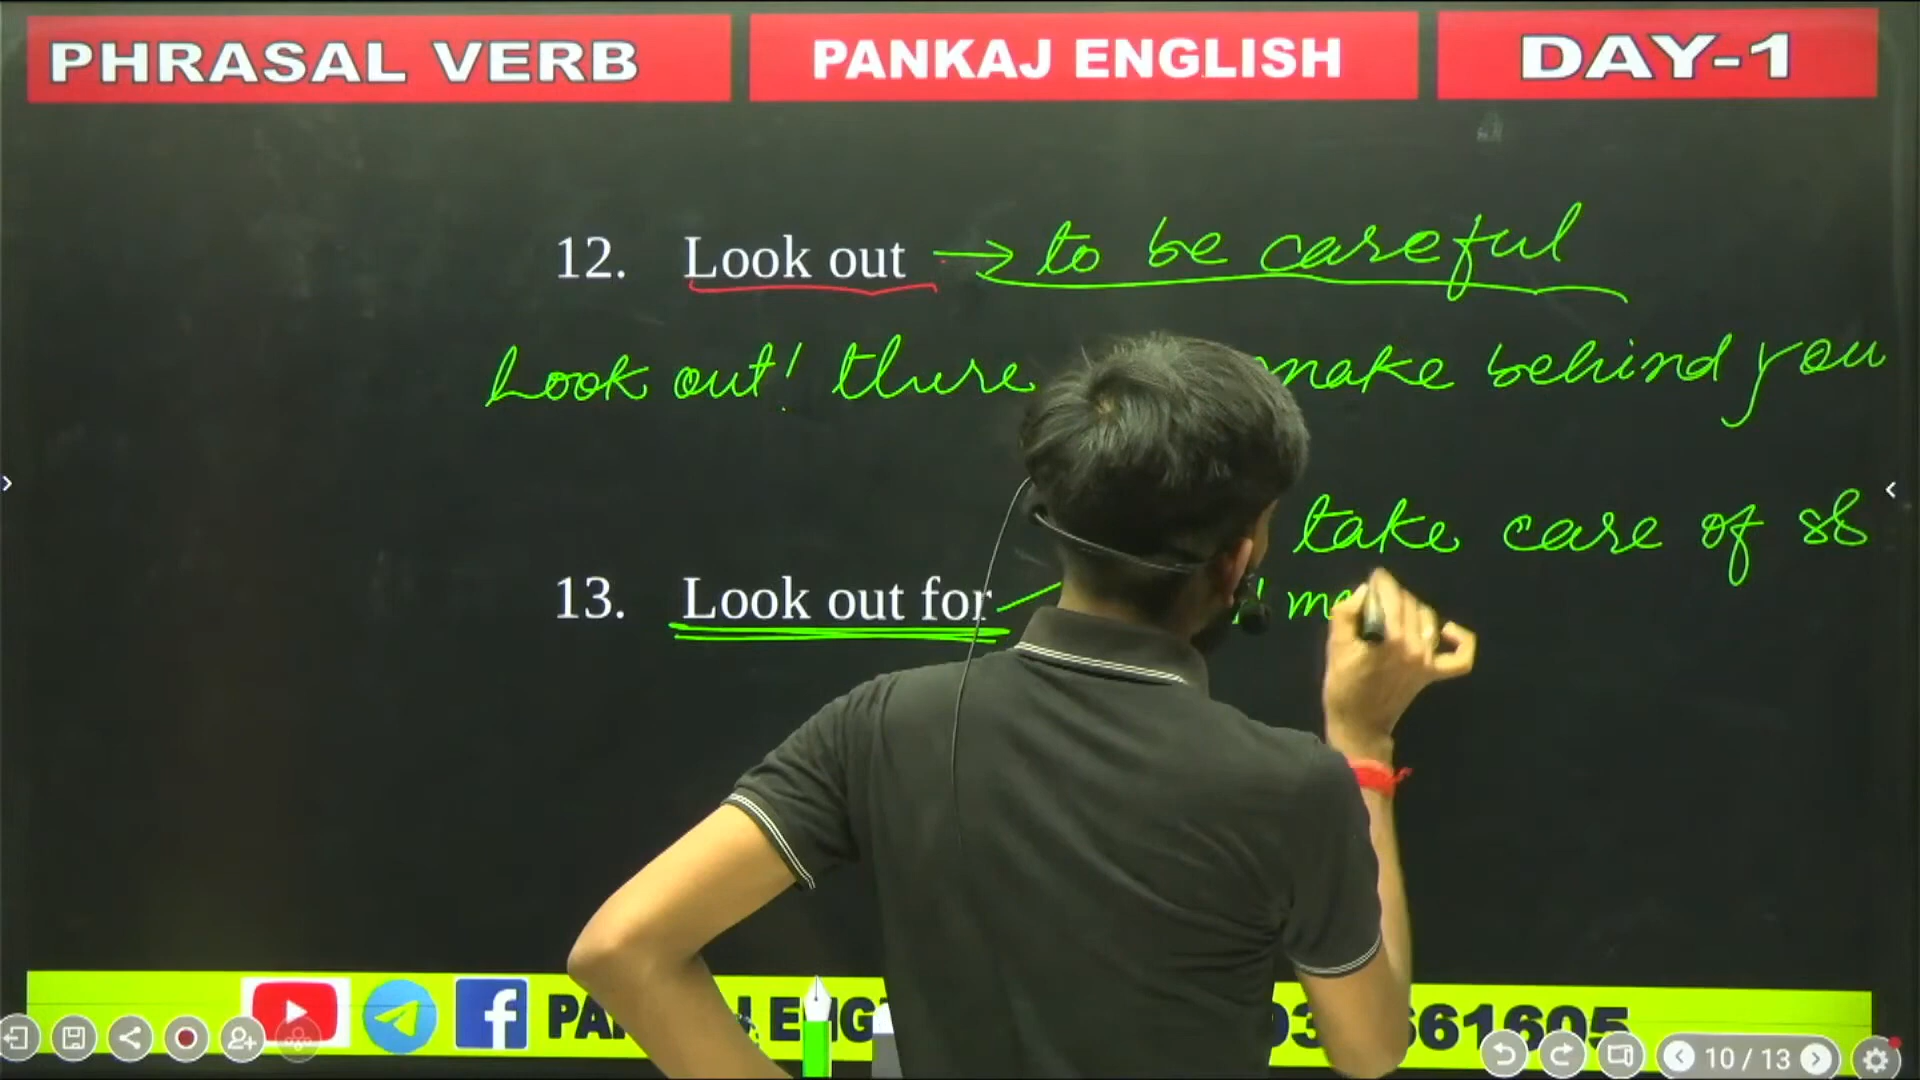 PHRASAL VERB PANKAJ ENGLISH DAY-1
12. Look out → to be careful
Look out! there make behind you
take care of sb
13. Look out for
10 / 13